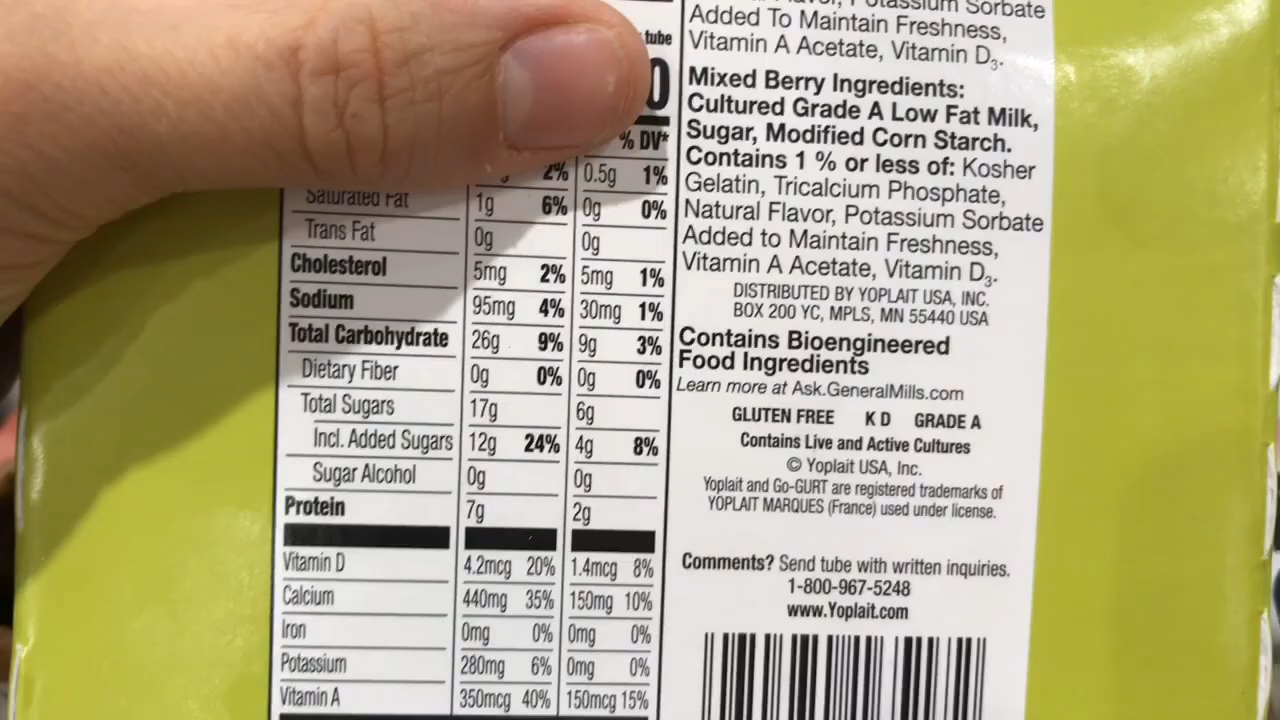 tube
0
% DV*
2% 0.5g 1%
Saturated Fat 1g 6% 0g 0%
Trans Fat 0g 0g
Cholesterol 5mg 2% 5mg 1%
Sodium 95mg 4% 30mg 1%
Total Carbohydrate 26g 9% 9g 3%
Dietary Fiber 0g 0% 0g 0%
Total Sugars 17g 6g
Incl. Added Sugars 12g 24% 4g 8%
Sugar Alcohol 0g 0g
Protein 7g 2g
Vitamin D 4.2mcg 20% 1.4mcg 8%
Calcium 440mg 35% 150mg 10%
Iron 0mg 0% 0mg 0%
Potassium 280mg 6% 0mg 0%
Vitamin A 350mcg 40% 150mcg 15%
Potassium Sorbate
Added To Maintain Freshness,
Vitamin A Acetate, Vitamin D3.
Mixed Berry Ingredients:
Cultured Grade A Low Fat Milk,
Sugar, Modified Corn Starch.
Contains 1 % or less of: Kosher
Gelatin, Tricalcium Phosphate,
Natural Flavor, Potassium Sorbate
Added to Maintain Freshness,
Vitamin A Acetate, Vitamin D3.
DISTRIBUTED BY YOPLAIT USA, INC.
BOX 200 YC, MPLS, MN 55440 USA
Contains Bioengineered
Food Ingredients
Learn more at Ask.GeneralMills.com
GLUTEN FREE K D GRADE A
Contains Live and Active Cultures
© Yoplait USA, Inc.
Yoplait and Go-GURT are registered trademarks of
YOPLAIT MARQUES (France) used under license.
Comments? Send tube with written inquiries.
1-800-967-5248
www.Yoplait.com